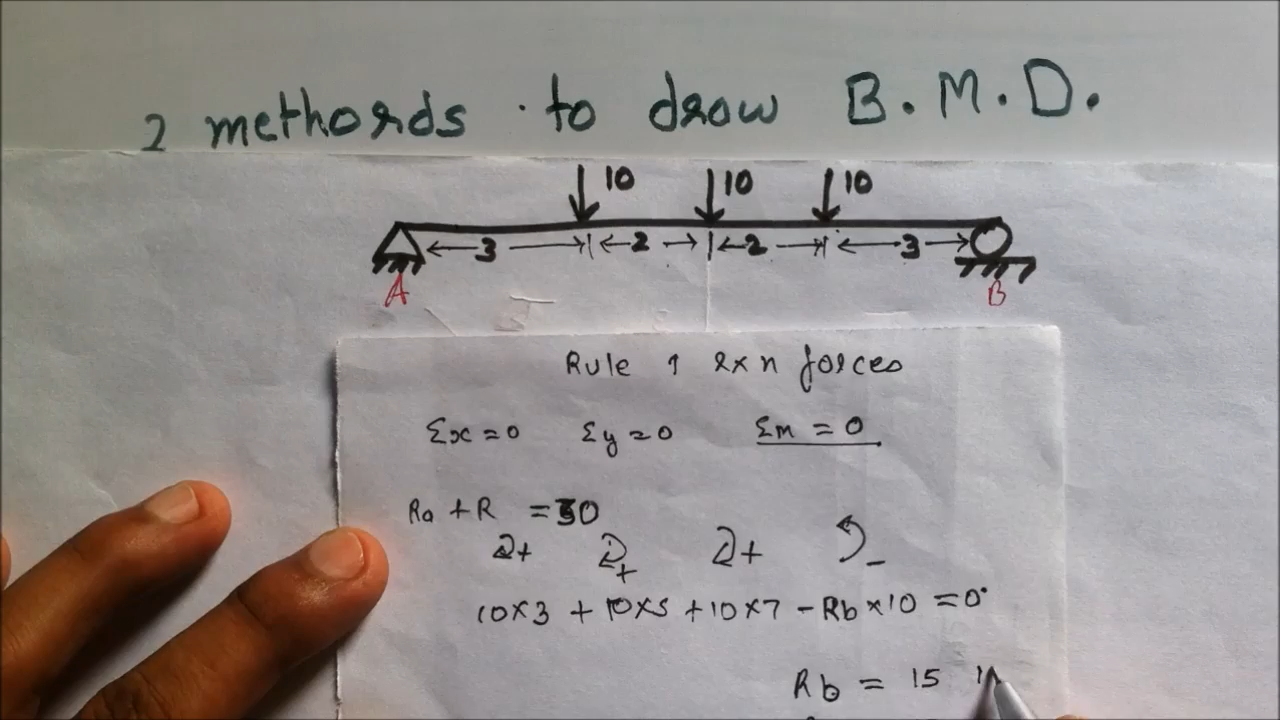 2 methords to draw B.M.D.
10 10 10
3 2 2 3
A B
Rule 1 rxn forces
Σx = 0 Σy = 0 Σm = 0
Ra + R = 30
+ + + -
10×3 + 10×5 + 10×7 - Rb×10 = 0
Rb = 15